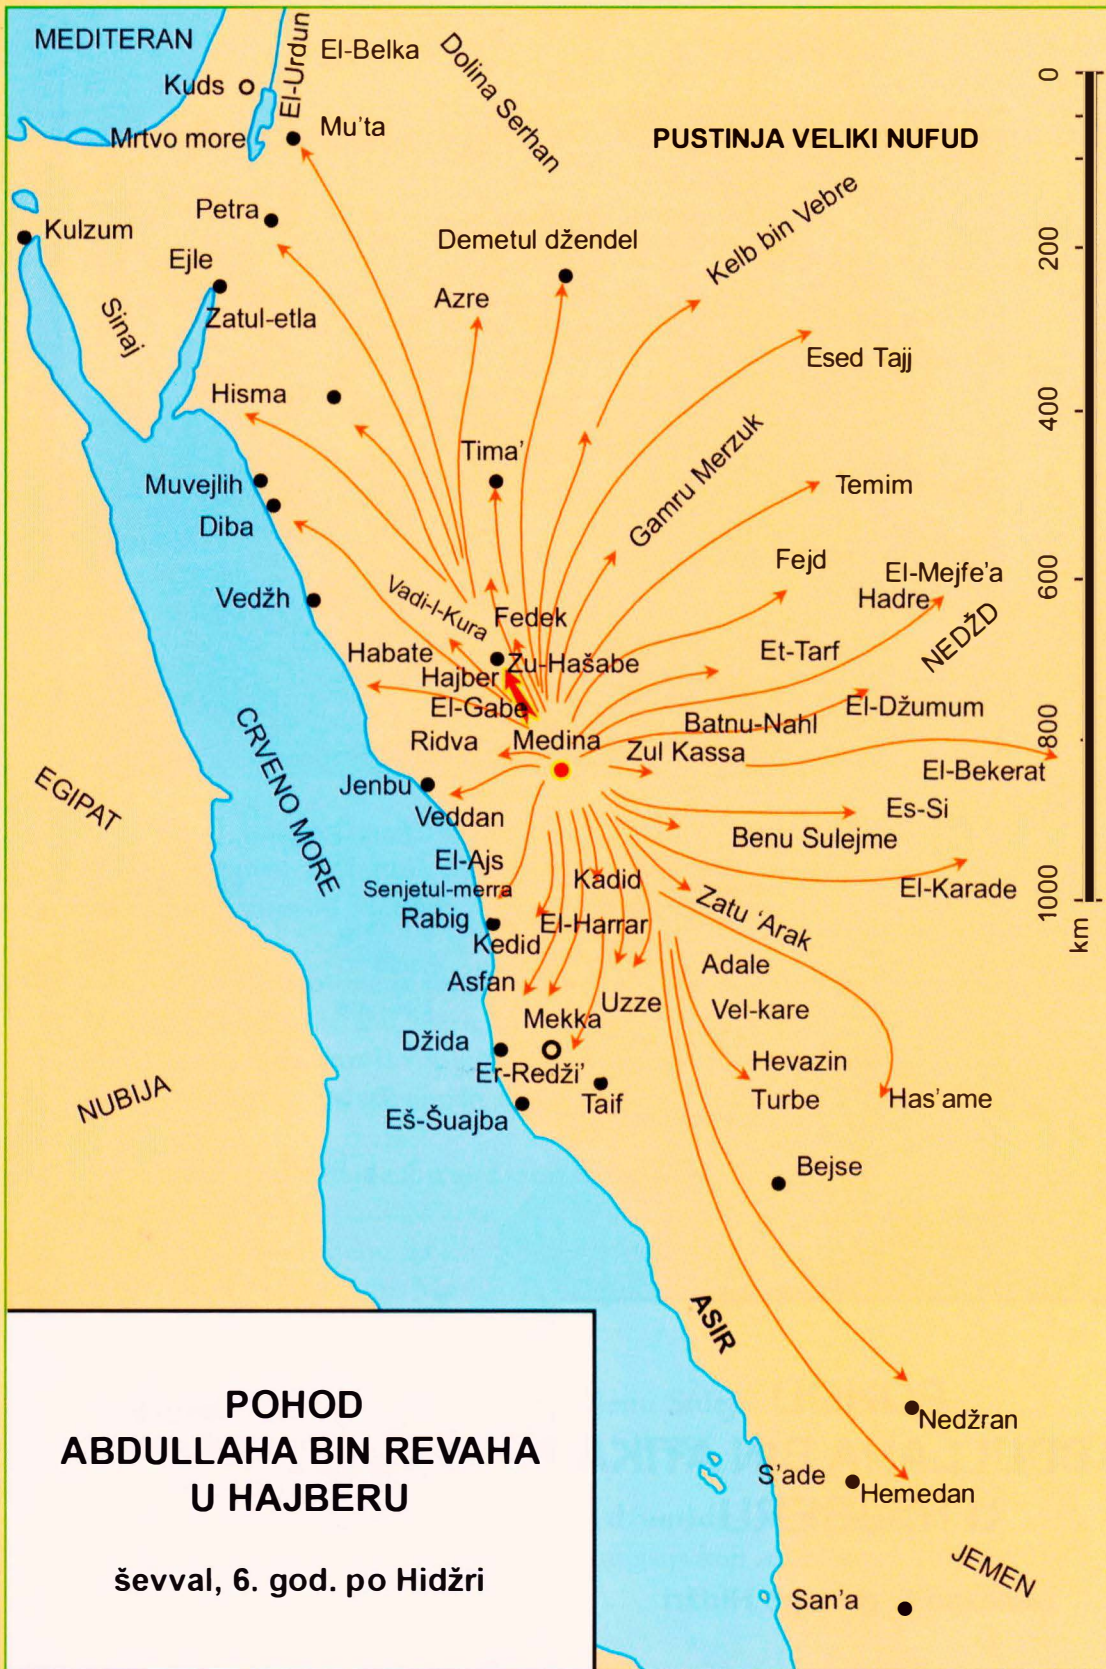 MEDITERAN
El-Urdun
El-Belka
Dolina Serhan
0
Kuds
Mrtvo more
Mu'ta
PUSTINJA VELIKI NUFUD
Petra
Kulzum
Ejle
Demetul džendel
Kelb bin Vebre
200
Sinaj
Zatul-etla
Azre
Esed Tajj
Hisma
400
Tima'
Gamru Merzuk
Muvejlih
Temim
Diba
Fejd
El-Mejfe'a
600
Vedžh
Vadi-l-Kura
Fedek
Hadre
NEDŽD
Habate
Zu-Hašabe
Et-Tarf
Hajber
El-Gabe
El-Džumum
CRVENO MORE
Ridva
Medina
Batnu-Nahl
Zul Kassa
800
El-Bekerat
EGIPAT
Jenbu
Veddan
Es-Si
Benu Sulejme
El-Ajs
Senjetul-merra
Kadid
El-Karade
1000
km
Rabig
Kedid
El-Harrar
Zatu 'Arak
Asfan
Adale
Uzze
Vel-kare
Mekka
Džida
Er-Redži'
Hevazin
NUBIJA
Eš-Šuajba
Taif
Turbe
Has'ame
Bejse
ASIR
Nedžran
S'ade
Hemedan
JEMEN
San'a
POHOD
ABDULLAHA BIN REVAHA
U HAJBERU
ševval, 6. god. po Hidžri